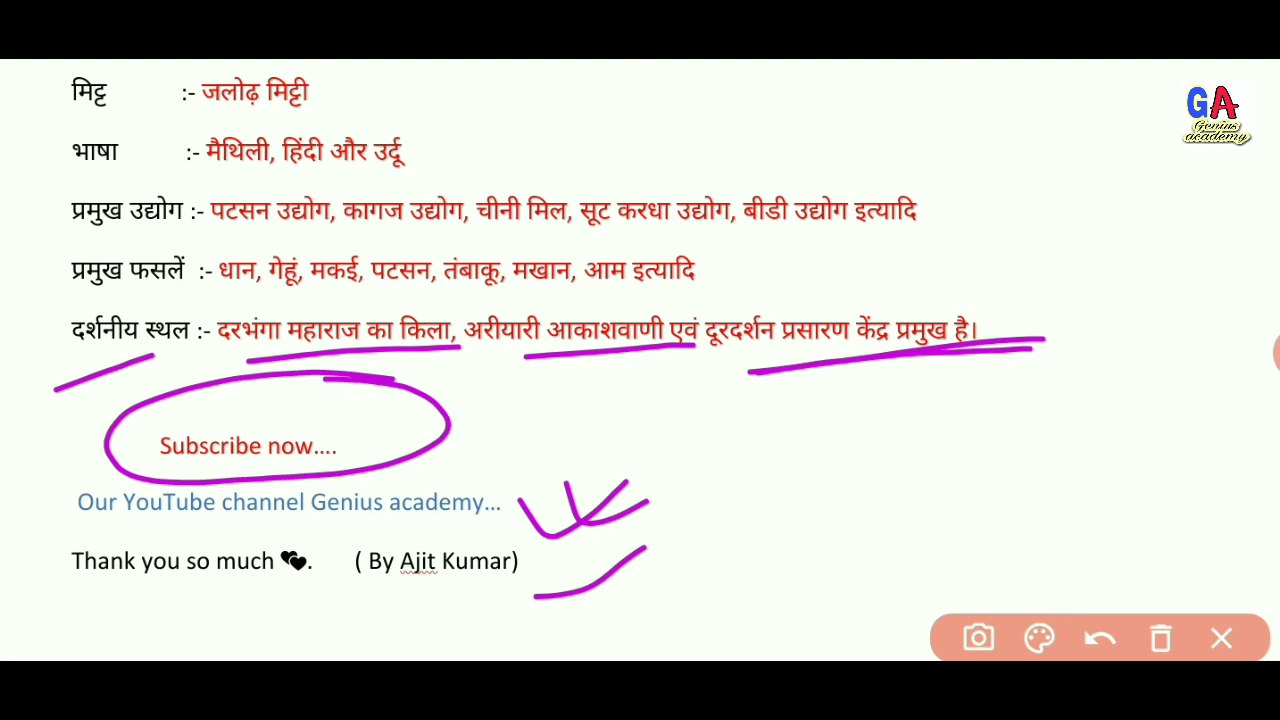 मिट्ट :- जलोढ़ मिट्टी
GA
Genius
academy
भाषा :- मैथिली, हिंदी और उर्दू
प्रमुख उद्योग :- पटसन उद्योग, कागज उद्योग, चीनी मिल, सूट करधा उद्योग, बीडी उद्योग इत्यादि
प्रमुख फसलें :- धान, गेहूं, मकई, पटसन, तंबाकू, मखान, आम इत्यादि
दर्शनीय स्थल :- दरभंगा महाराज का किला, अरीयारी आकाशवाणी एवं दूरदर्शन प्रसारण केंद्र प्रमुख है।
Subscribe now....
Our YouTube channel Genius academy...
Thank you so much 💕. ( By Ajit Kumar)